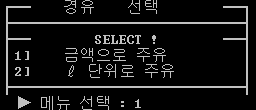 경유 선택
SELECT !
1] 금액으로 주유
2] ℓ 단위로 주유
▶ 메뉴 선택 : 1